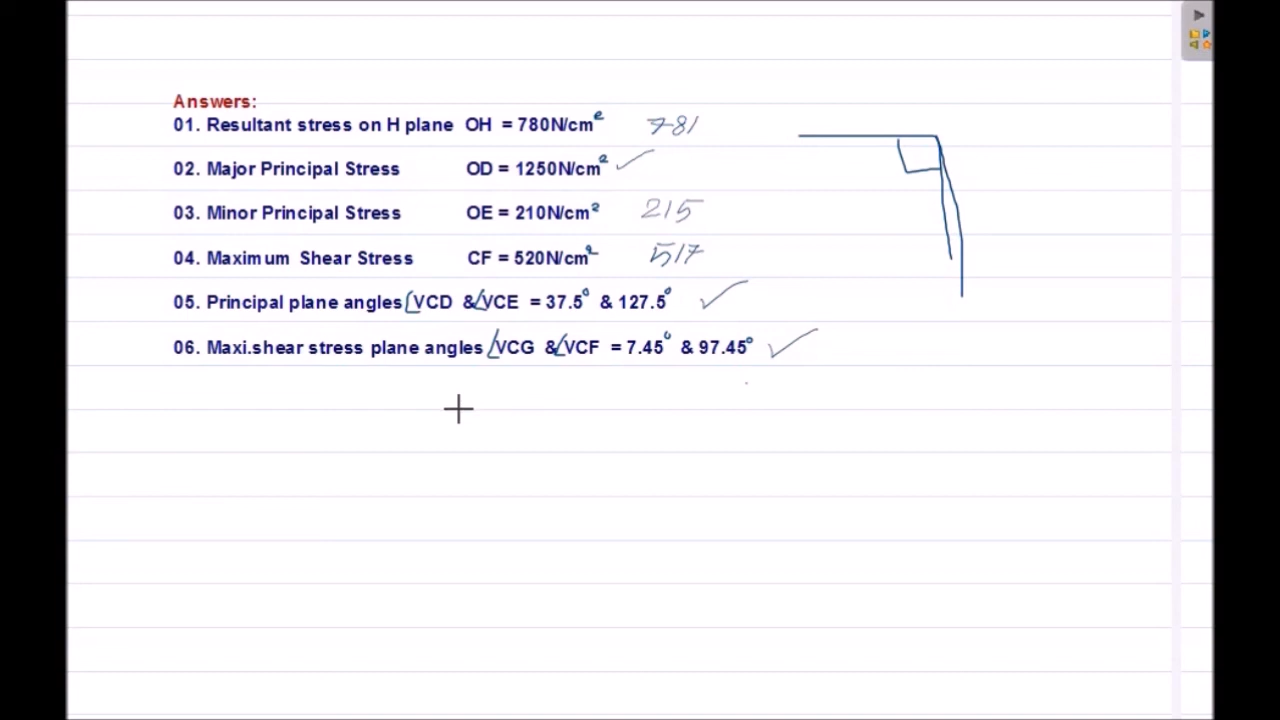 Answers:
01. Resultant stress on H plane OH = 780N/cm² 781
02. Major Principal Stress OD = 1250N/cm² ✓
03. Minor Principal Stress OE = 210N/cm² 215
04. Maximum Shear Stress CF = 520N/cm² 517
05. Principal plane angles ∠VCD & ∠VCE = 37.5° & 127.5° ✓
06. Maxi.shear stress plane angles ∠VCG & ∠VCF = 7.45° & 97.45° ✓